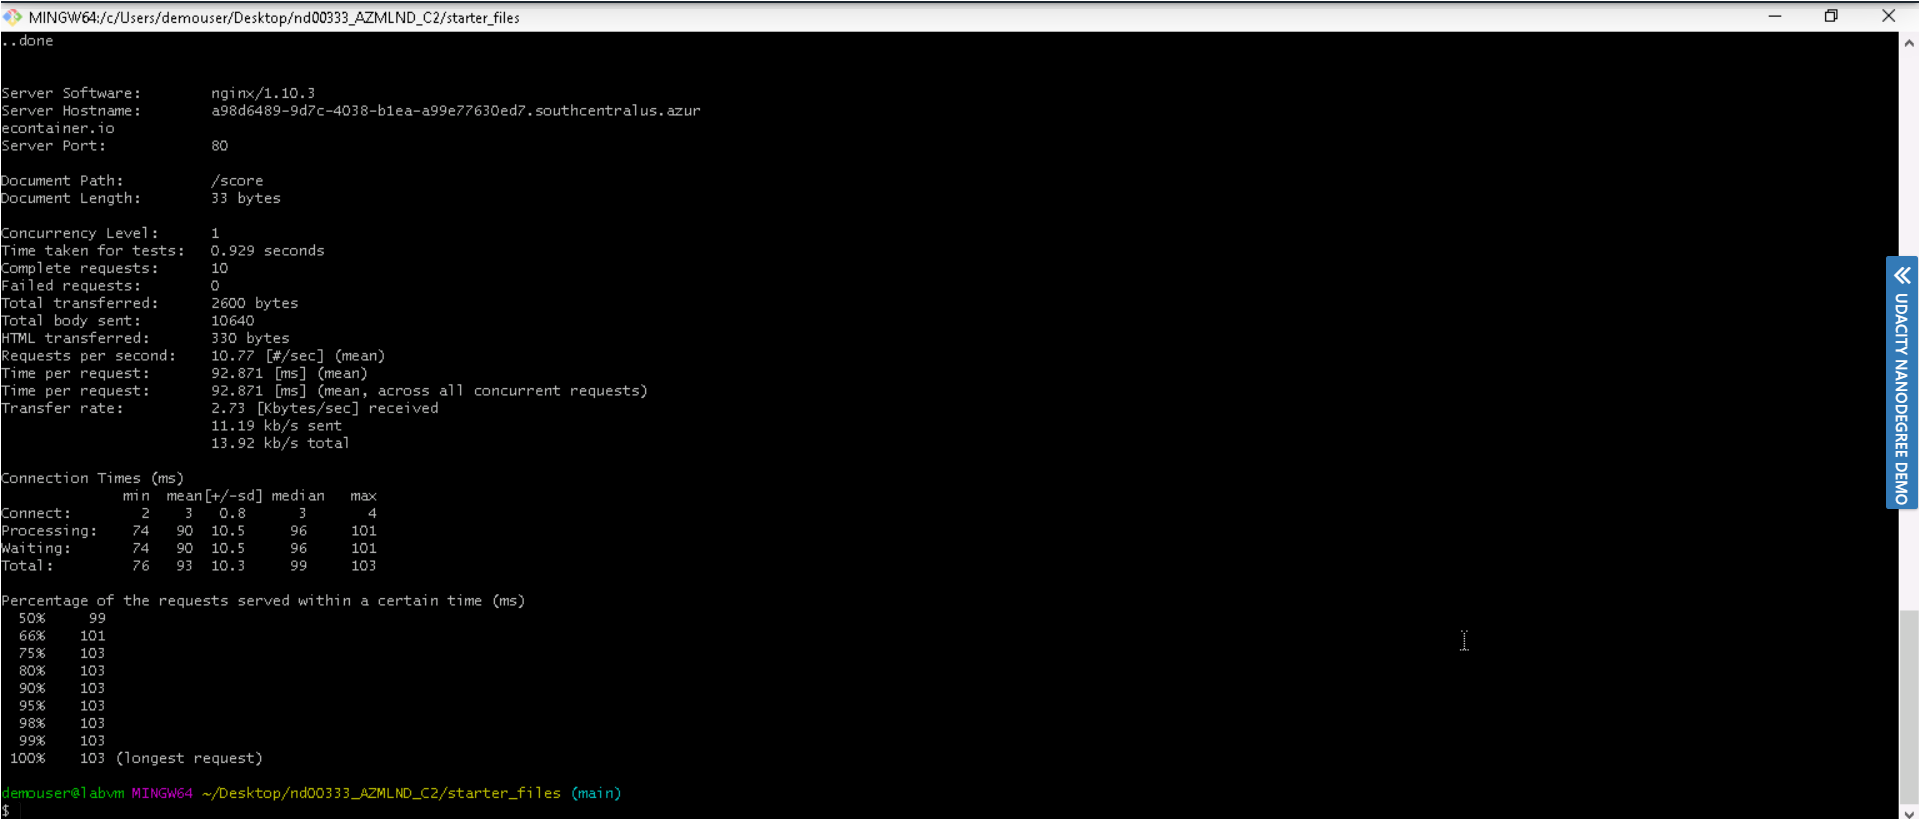 MINGW64:/c/Users/demouser/Desktop/nd00333_AZMLND_C2/starter_files
..done
Server Software:        nginx/1.10.3
Server Hostname:        a98d6489-9d7c-4038-b1ea-a99e77630ed7.southcentralus.azur
econtainer.io
Server Port:            80
Document Path:          /score
Document Length:        33 bytes
Concurrency Level:      1
Time taken for tests:   0.929 seconds
Complete requests:      10
Failed requests:        0
Total transferred:      2600 bytes
Total body sent:        10640
HTML transferred:       330 bytes
Requests per second:    10.77 [#/sec] (mean)
Time per request:       92.871 [ms] (mean)
Time per request:       92.871 [ms] (mean, across all concurrent requests)
Transfer rate:          2.73 [Kbytes/sec] received
                        11.19 kb/s sent
                        13.92 kb/s total
Connection Times (ms)
              min  mean[+/-sd] median   max
Connect:        2    3   0.8      3       4
Processing:    74   90  10.5     96     101
Waiting:       74   90  10.5     96     101
Total:         76   93  10.3     99     103
Percentage of the requests served within a certain time (ms)
  50%     99
  66%    101
  75%    103
  80%    103
  90%    103
  95%    103
  98%    103
  99%    103
 100%    103 (longest request)
demouser@labvm MINGW64 ~/Desktop/nd00333_AZMLND_C2/starter_files (main)
$
UDACITY NANODEGREE DEMO